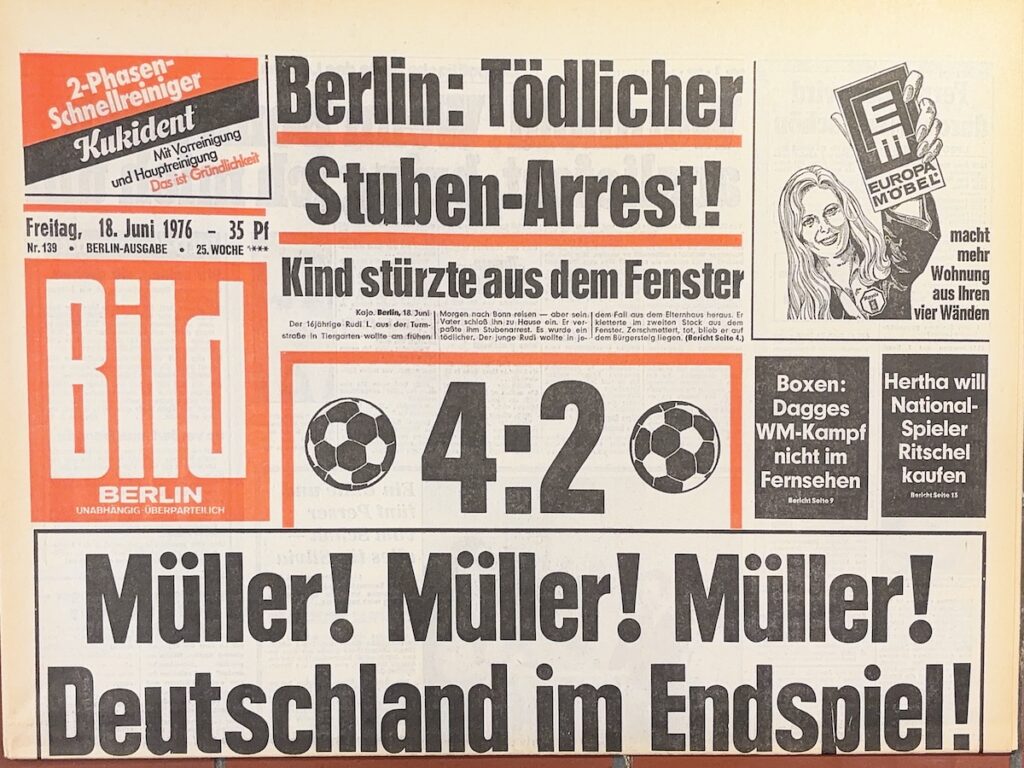 2-Phasen-
Schnellreiniger
Kukident
Mit Vorreinigung
und Hauptreinigung
Das ist Gründlichkeit
Berlin: Tödlicher
Stuben-Arrest!
Kind stürzte aus dem Fenster
Kajo. Berlin, 18. Juni
Der 16jährige Rudi L. aus der Turm-
straße in Tiergarten wollte am frühen
Morgen nach Bonn reisen — aber sein
Vater schloß ihn zu Hause ein. Er ver-
paßte ihm Stubenarrest. Es wurde ein
tödlicher. Der junge Rudi wollte in je-
dem Fall aus dem Elternhaus heraus. Er
kletterte im zweiten Stock aus dem
Fenster. Zerschmettert, tot, blieb er auf
dem Bürgersteig liegen. (Bericht Seite 4.)
EM
EUROPA
MÖBEL
macht
mehr
Wohnung
aus Ihren
vier Wänden
Freitag, 18. Juni 1976 – 35 Pf
Nr. 139 • BERLIN-AUSGABE • 25. WOCHE ****
Bild
BERLIN
UNABHÄNGIG·ÜBERPARTEILICH
4:2
Boxen:
Dagges
WM-Kampf
nicht im
Fernsehen
Bericht Seite 9
Hertha will
National-
Spieler
Ritschel
kaufen
Bericht Seite 13
Müller! Müller! Müller!
Deutschland im Endspiel!